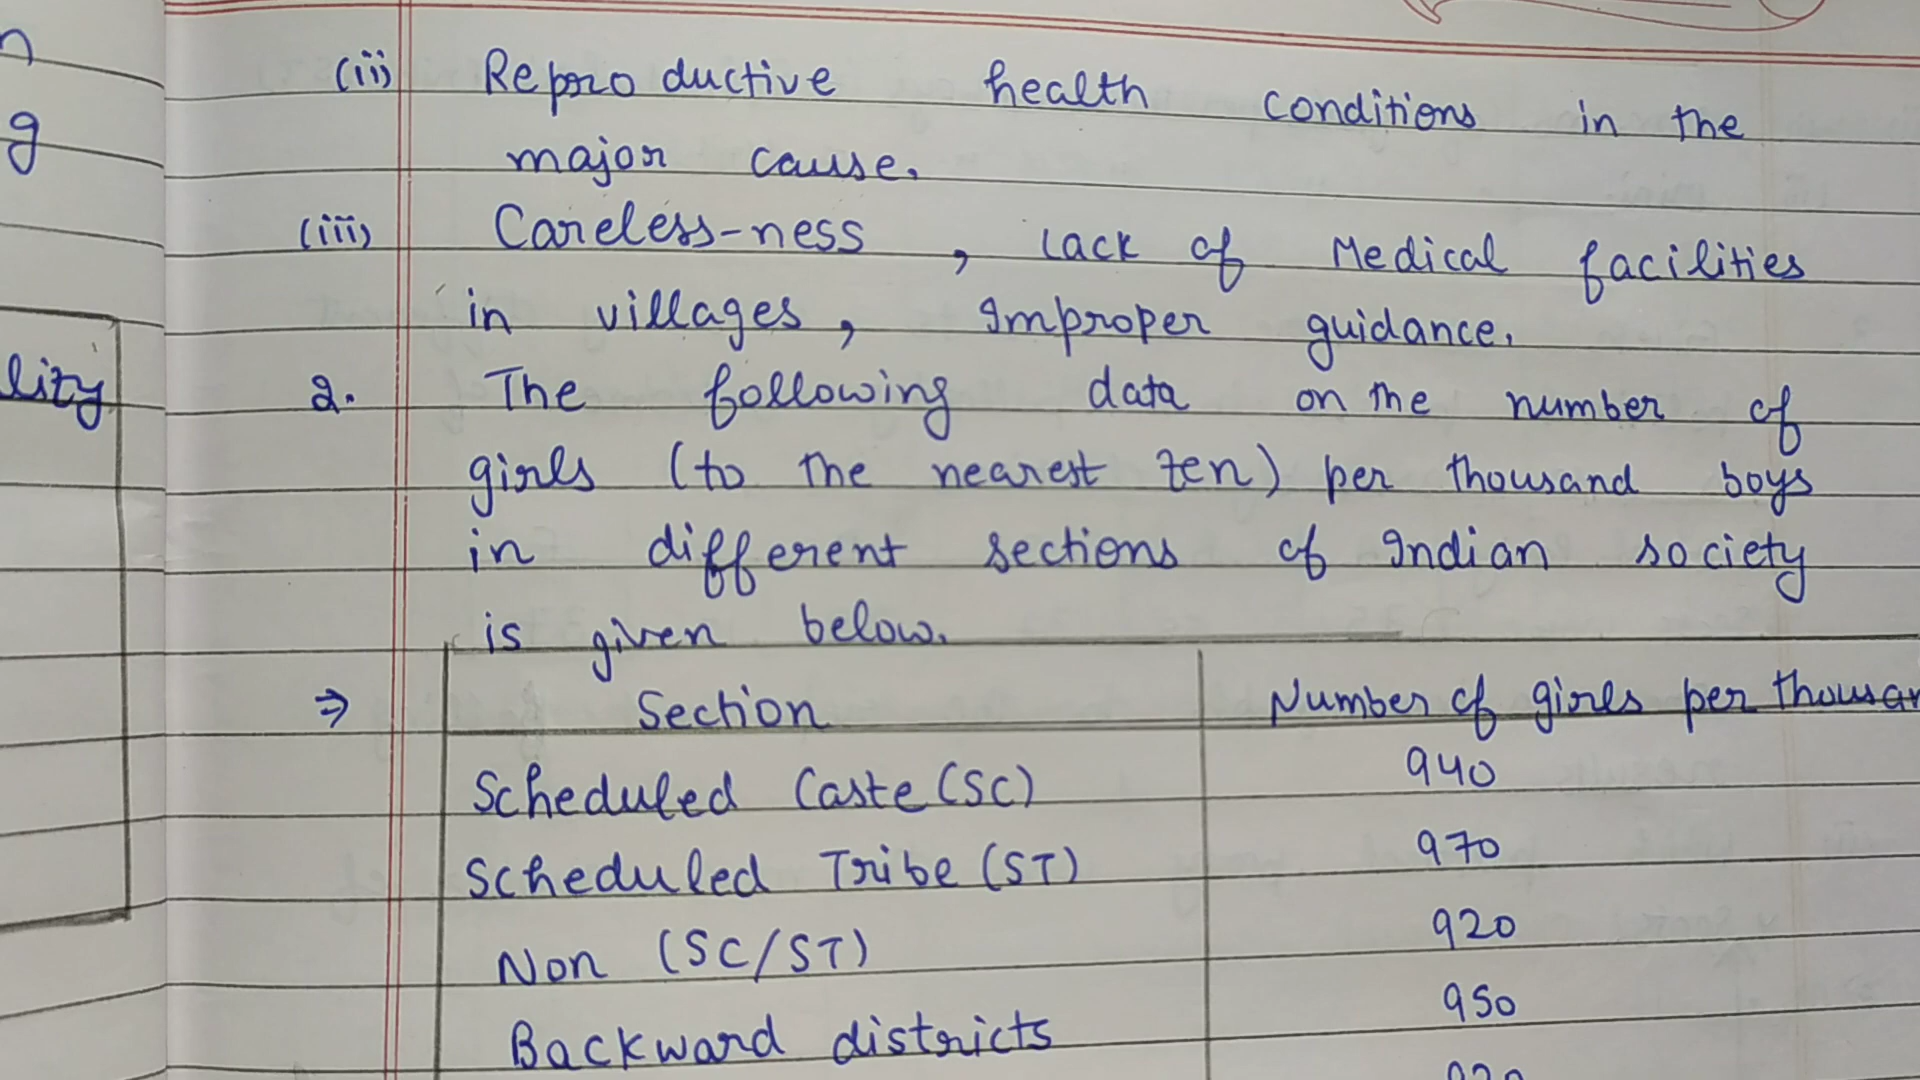 n
g
lity
(ii) Reproductive health conditions in the
major cause.
(iii) Careless-ness, Lack of Medical facilities
in villages, Improper guidance.
2. The following data on the number of
girls (to the nearest ten) per thousand boys
in different sections of Indian society
is given below.
⇒ Section Number of girls per thousan
Scheduled Caste (SC) 940
Scheduled Tribe (ST) 970
Non (SC/ST) 920
Backward districts 950